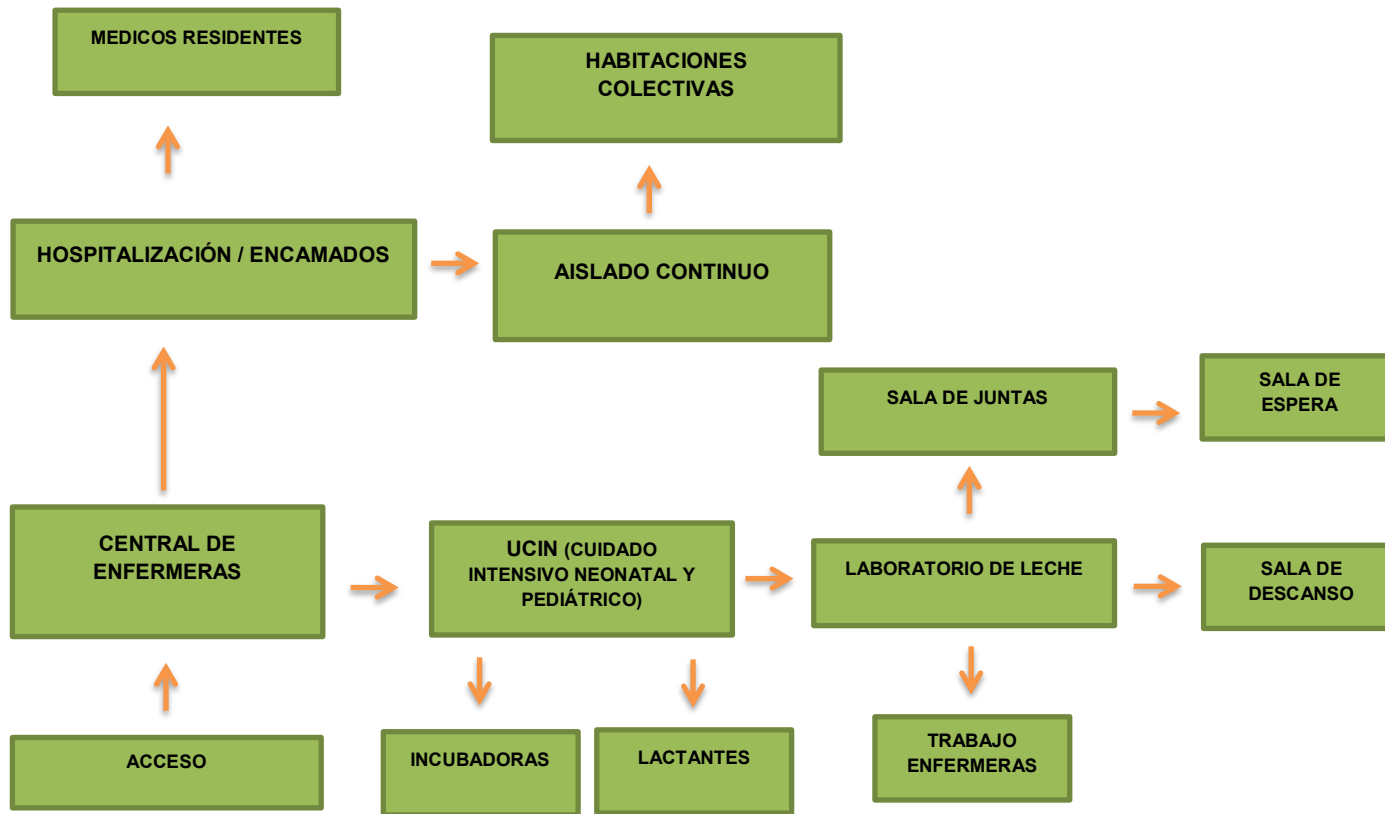 MEDICOS RESIDENTES
HABITACIONES
COLECTIVAS
HOSPITALIZACIÓN / ENCAMADOS
AISLADO CONTINUO
SALA DE JUNTAS
SALA DE
ESPERA
CENTRAL DE
ENFERMERAS
UCIN (CUIDADO
INTENSIVO NEONATAL Y
PEDIÁTRICO)
LABORATORIO DE LECHE
SALA DE
DESCANSO
ACCESO
INCUBADORAS
LACTANTES
TRABAJO
ENFERMERAS